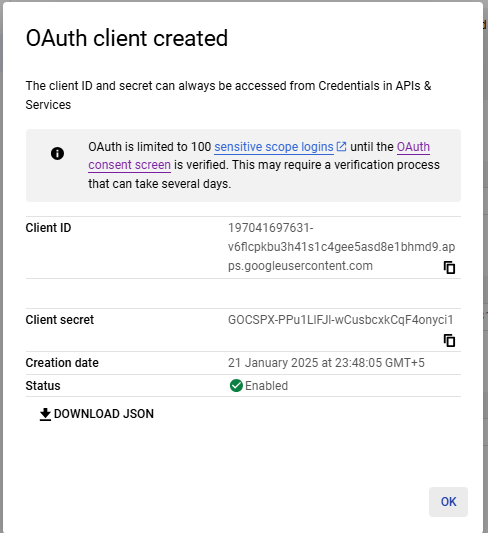 OAuth client created
The client ID and secret can always be accessed from Credentials in APIs &
Services
OAuth is limited to 100 sensitive scope logins until the OAuth
consent screen is verified. This may require a verification process
that can take several days.
Client ID
197041697631-
v6flcpkbu3h41s1c4gee5asd8e1bhmd9.ap
ps.googleusercontent.com
Client secret
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
Creation date
21 January 2025 at 23:48:05 GMT+5
Status
Enabled
DOWNLOAD JSON
OK